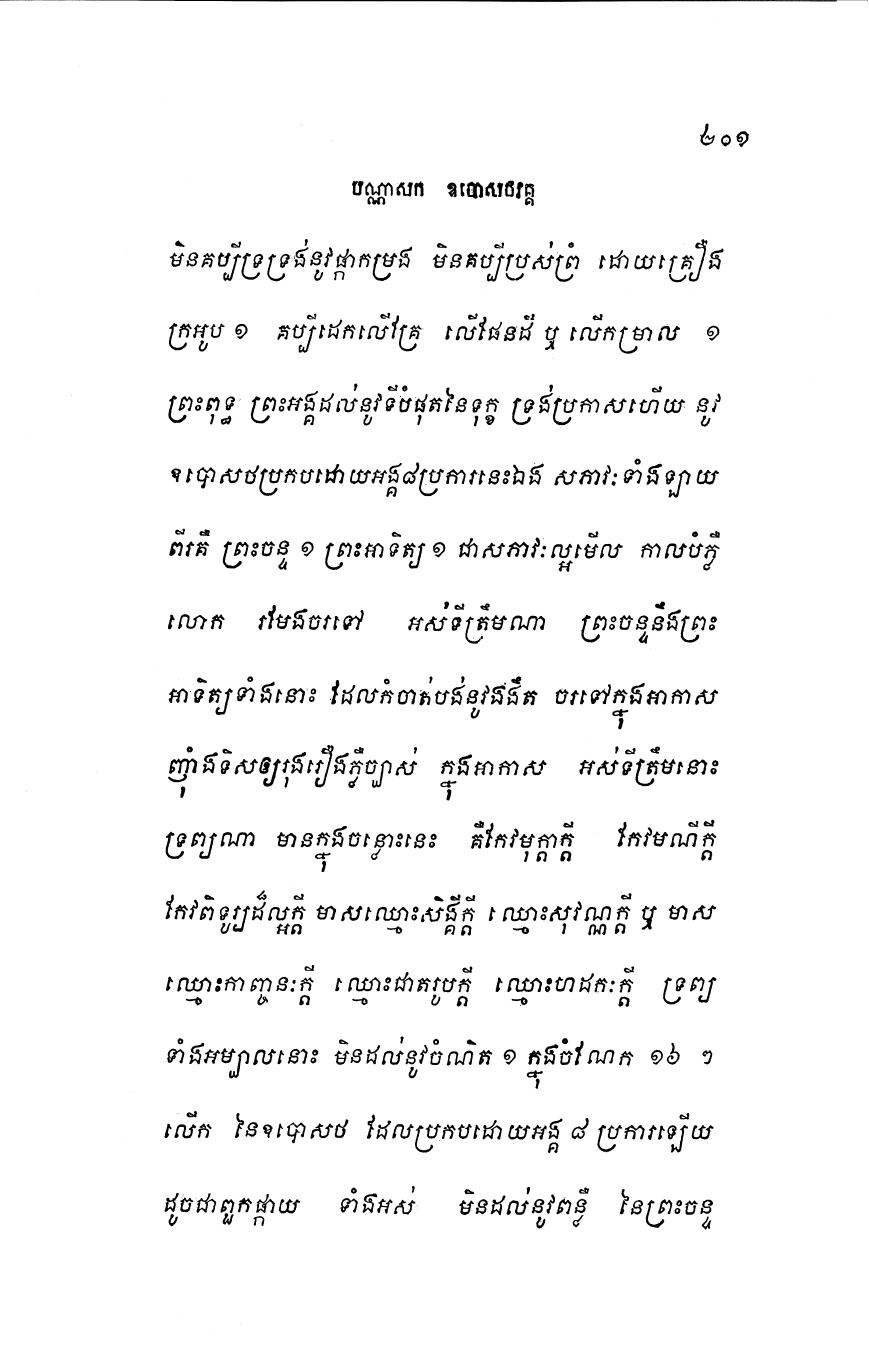 ២០១
បណ្ណាសក ឧបោសថវគ្គ
មិនគប្បីទ្រទ្រង់នូវផ្កាកម្រង មិនគប្បីប្រស់ព្រំ ដោយគ្រឿង
ក្រអូប ១ គប្បីដេកលើគ្រែ លើផែនដី ឬ លើកម្រាល ១
ព្រះពុទ្ធ ព្រះអង្គដល់នូវទីបំផុតនៃទុក្ខ ទ្រង់ប្រកាសហើយ នូវ
ឧបោសថប្រកបដោយអង្គ៨ប្រការនេះឯង សភាវៈទាំងឡាយ
ពីរគឺ ព្រះចន្ទ ១ ព្រះអាទិត្យ ១ ជាសភាវៈល្អមើល កាលបំភ្លឺ
លោក រមែងចរទៅ អស់ទីត្រឹមណា ព្រះចន្ទនឹងព្រះ
អាទិត្យទាំងនោះ ដែលកំចាត់បង់នូវងងឹត ចរទៅក្នុងអាកាស
ញ៉ាំងទិសឲ្យរុងរឿងភ្លឺច្បាស់ ក្នុងអាកាស អស់ទីត្រឹមនោះ
ទ្រព្យណា មានក្នុងចន្លោះនេះ គឺកែវមុក្តាក្តី កែវមណីក្តី
កែវពិទូរ្យដ៏ល្អក្តី មាសឈ្មោះសិង្គីក្តី ឈ្មោះសុវណ្ណក្តី ឬ មាស
ឈ្មោះកាញ្ចនៈក្តី ឈ្មោះជាតរូបក្តី ឈ្មោះហដកៈក្តី ទ្រព្យ
ទាំងអម្បាលនោះ មិនដល់នូវចំណិត ១ ក្នុងចំណែក ១៦ ៗ
លើក នៃឧបោសថ ដែលប្រកបដោយអង្គ ៨ ប្រការឡើយ
ដូចជាពួកផ្កាយ ទាំងអស់ មិនដល់នូវពន្លឺ នៃព្រះចន្ទ